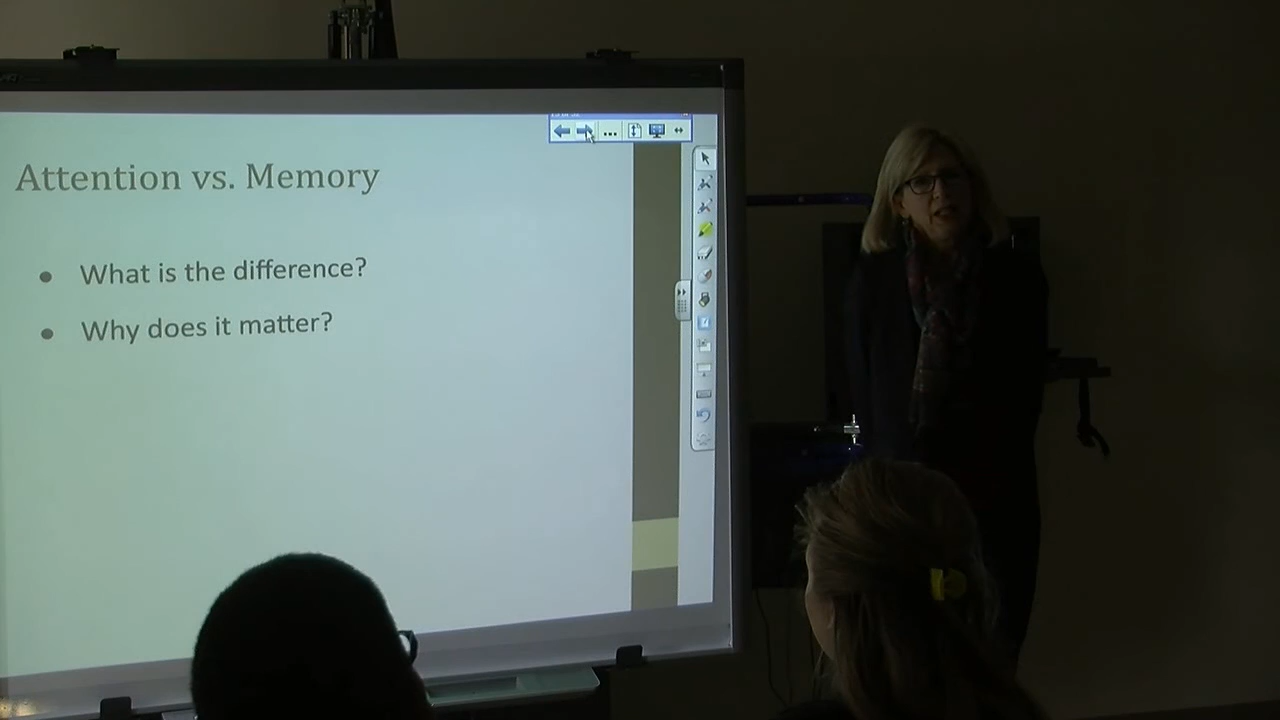 Attention vs. Memory
What is the difference?
Why does it matter?